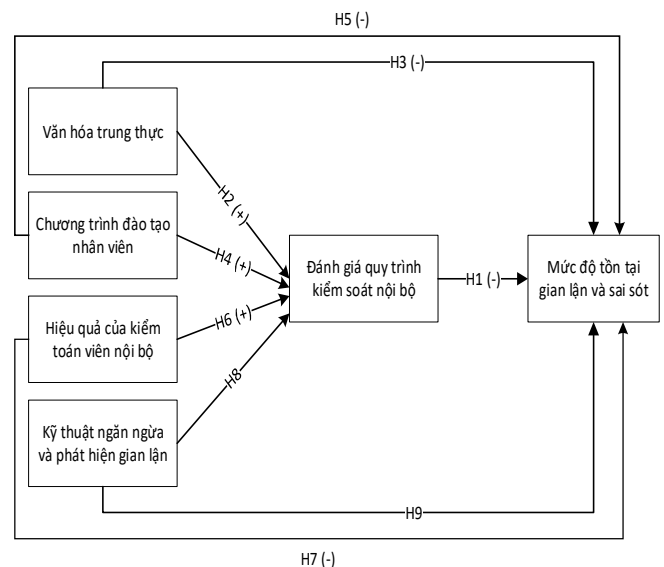 H5 (-)
H3 (-)
Văn hóa trung thực
H2 (+)
Chương trình đào tạo
nhân viên
H4 (+)
Đánh giá quy trình
kiểm soát nội bộ
H1 (-)
Mức độ tồn tại
gian lận và sai sót
Hiệu quả của kiểm
toán viên nội bộ
H6 (+)
H8
Kỹ thuật ngăn ngừa
và phát hiện gian lận
H9
H7 (-)